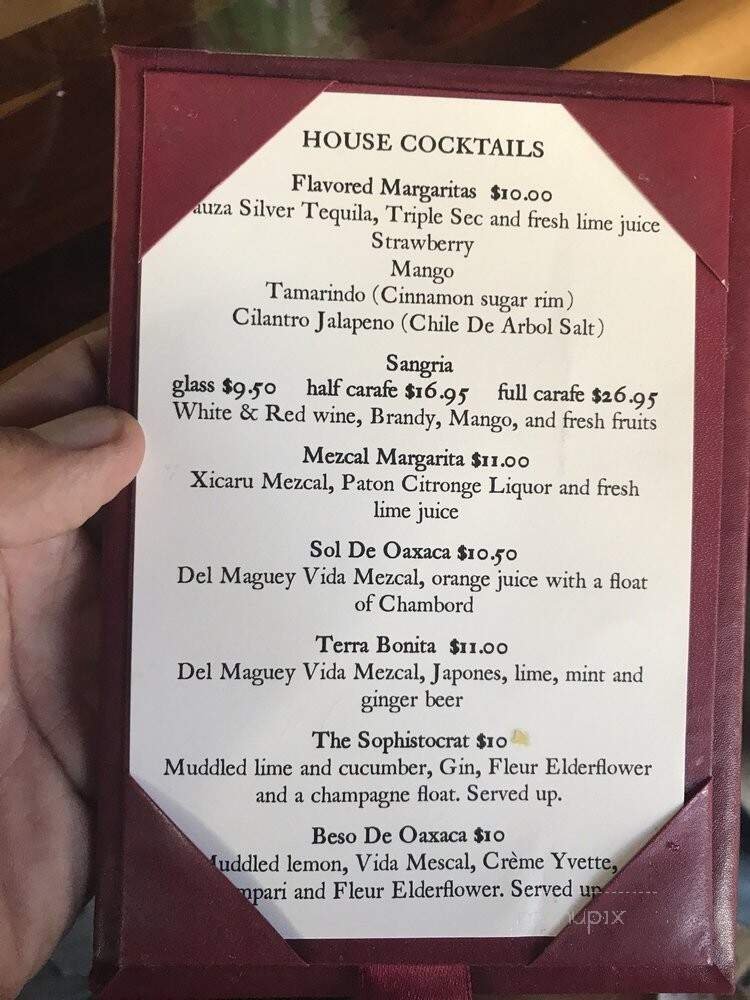 HOUSE COCKTAILS
Flavored Margaritas $10.00
auza Silver Tequila, Triple Sec and fresh lime juice
Strawberry
Mango
Tamarindo (Cinnamon sugar rim)
Cilantro Jalapeno (Chile De Arbol Salt)
Sangria
glass $9.50 half carafe $16.95 full carafe $26.95
White & Red wine, Brandy, Mango, and fresh fruits
Mezcal Margarita $11.00
Xicaru Mezcal, Paton Citronge Liquor and fresh
lime juice
Sol De Oaxaca $10.50
Del Maguey Vida Mezcal, orange juice with a float
of Chambord
Terra Bonita $11.00
Del Maguey Vida Mezcal, Japones, lime, mint and
ginger beer
The Sophistocrat $10
Muddled lime and cucumber, Gin, Fleur Elderflower
and a champagne float. Served up.
Beso De Oaxaca $10
uddled lemon, Vida Mescal, Crème Yvette,
mpari and Fleur Elderflower. Served up